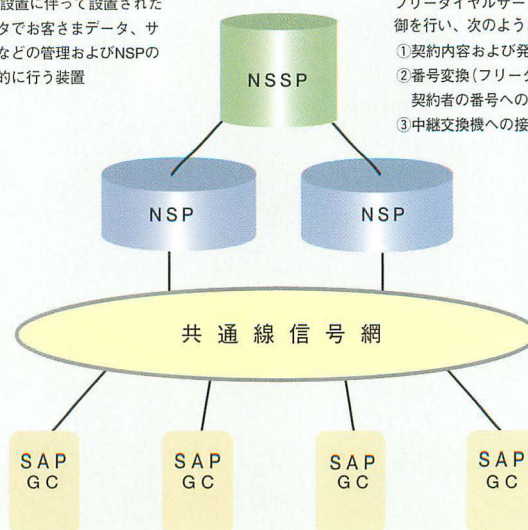 設置に伴って設置された
タでお客さまデータ、サ
などの管理およびNSPの
的に行う装置
フリーダイヤルサー
御を行い、次のよう
①契約内容および発
②番号変換(フリーダ
契約者の番号への
③中継交換機への接
NSSP
NSP
NSP
共通線信号網
SAP
GC
SAP
GC
SAP
GC
SAP
GC